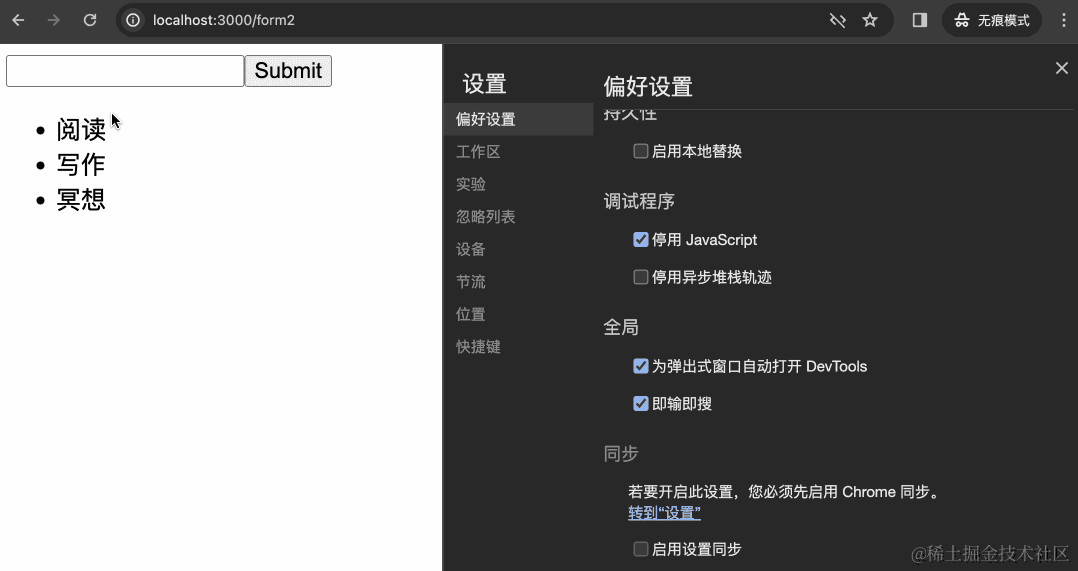 localhost:3000/form2
无痕模式
Submit
阅读
写作
冥想
设置
偏好设置
工作区
实验
忽略列表
设备
节流
位置
快捷键
偏好设置
持久性
启用本地替换
调试程序
停用 JavaScript
停用异步堆栈轨迹
全局
为弹出式窗口自动打开 DevTools
即输即搜
同步
若要开启此设置，您必须先启用 Chrome 同步。
转到“设置”
启用设置同步
@稀土掘金技术社区